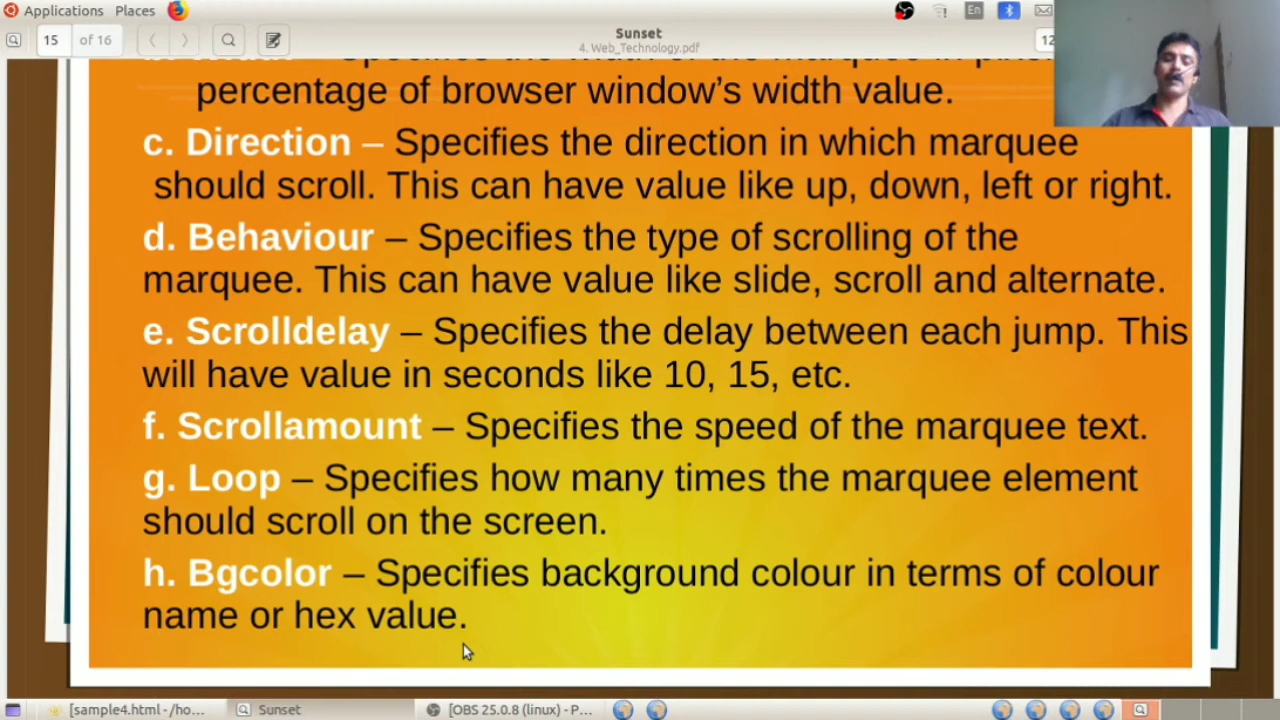 Applications Places En
Sunset
4. Web_Technology.pdf
15 of 16
12
percentage of browser window's width value.
c. Direction – Specifies the direction in which marquee
should scroll. This can have value like up, down, left or right.
d. Behaviour – Specifies the type of scrolling of the
marquee. This can have value like slide, scroll and alternate.
e. Scrolldelay – Specifies the delay between each jump. This
will have value in seconds like 10, 15, etc.
f. Scrollamount – Specifies the speed of the marquee text.
g. Loop – Specifies how many times the marquee element
should scroll on the screen.
h. Bgcolor – Specifies background colour in terms of colour
name or hex value.
[sample4.html - /ho... Sunset [OBS 25.0.8 (linux) - P...